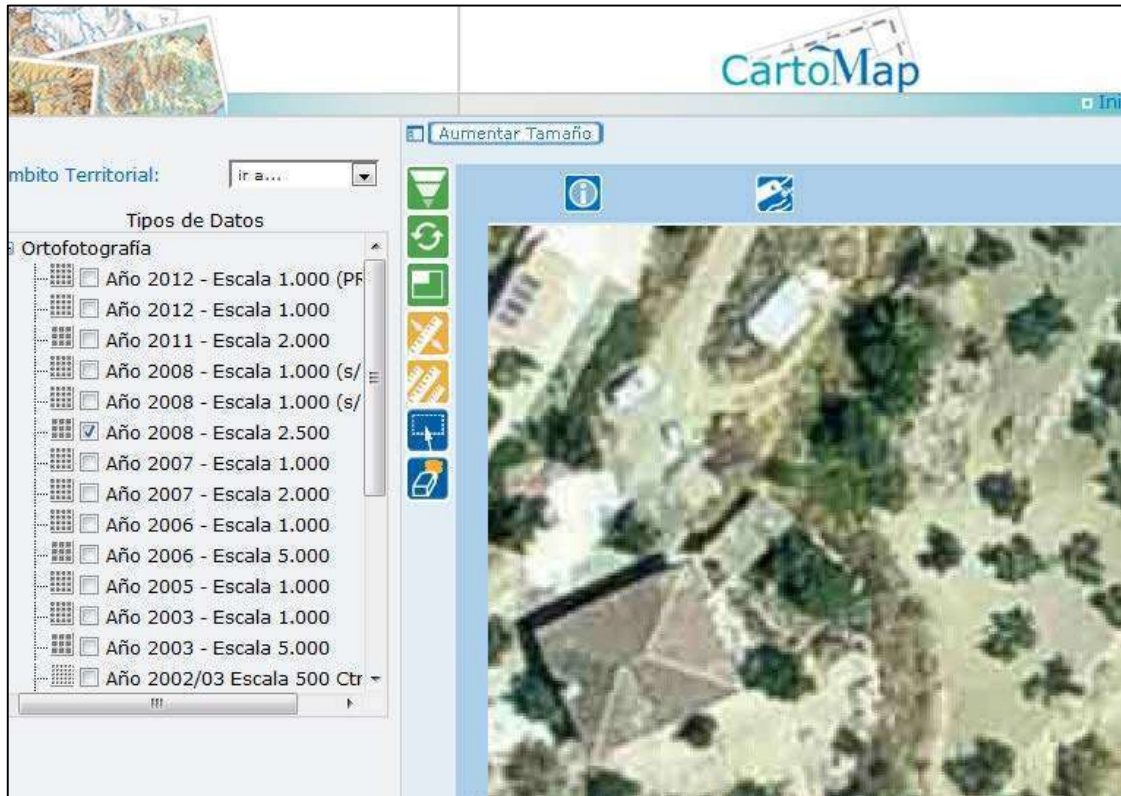 CartoMap
Ini
Aumentar Tamaño
mbito Territorial:
ir a...
Tipos de Datos
Ortofotografía
Año 2012 - Escala 1.000 (PR
Año 2012 - Escala 1.000
Año 2011 - Escala 2.000
Año 2008 - Escala 1.000 (s/
Año 2008 - Escala 1.000 (s/
Año 2008 - Escala 2.500
Año 2007 - Escala 1.000
Año 2007 - Escala 2.000
Año 2006 - Escala 1.000
Año 2006 - Escala 5.000
Año 2005 - Escala 1.000
Año 2003 - Escala 1.000
Año 2003 - Escala 5.000
Año 2002/03 Escala 500 Ctr